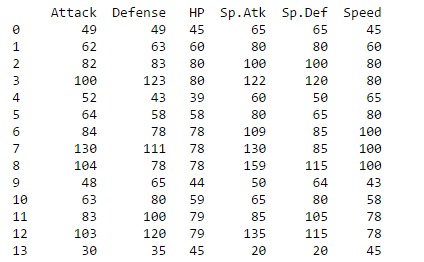 Attack Defense HP Sp.Atk Sp.Def Speed
0 49 49 45 65 65 45
1 62 63 60 80 80 60
2 82 83 80 100 100 80
3 100 123 80 122 120 80
4 52 43 39 60 50 65
5 64 58 58 80 65 80
6 84 78 78 109 85 100
7 130 111 78 130 85 100
8 104 78 78 159 115 100
9 48 65 44 50 64 43
10 63 80 59 65 80 58
11 83 100 79 85 105 78
12 103 120 79 135 115 78
13 30 35 45 20 20 45